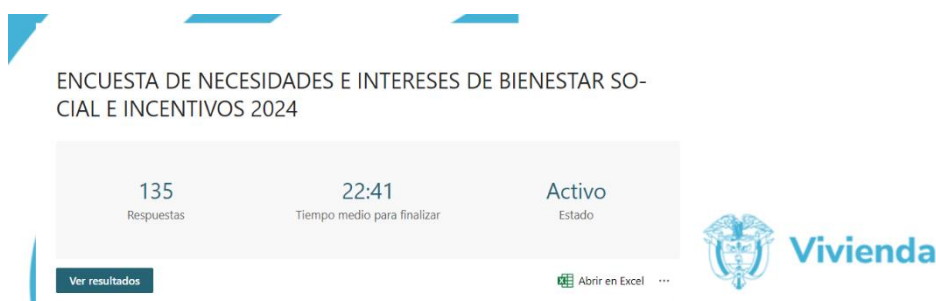 ENCUESTA DE NECESIDADES E INTERESES DE BIENESTAR SO-
CIAL E INCENTIVOS 2024
135
22:41
Activo
Respuestas
Tiempo medio para finalizar
Estado
Vivienda
Ver resultados
Abrir en Excel
...